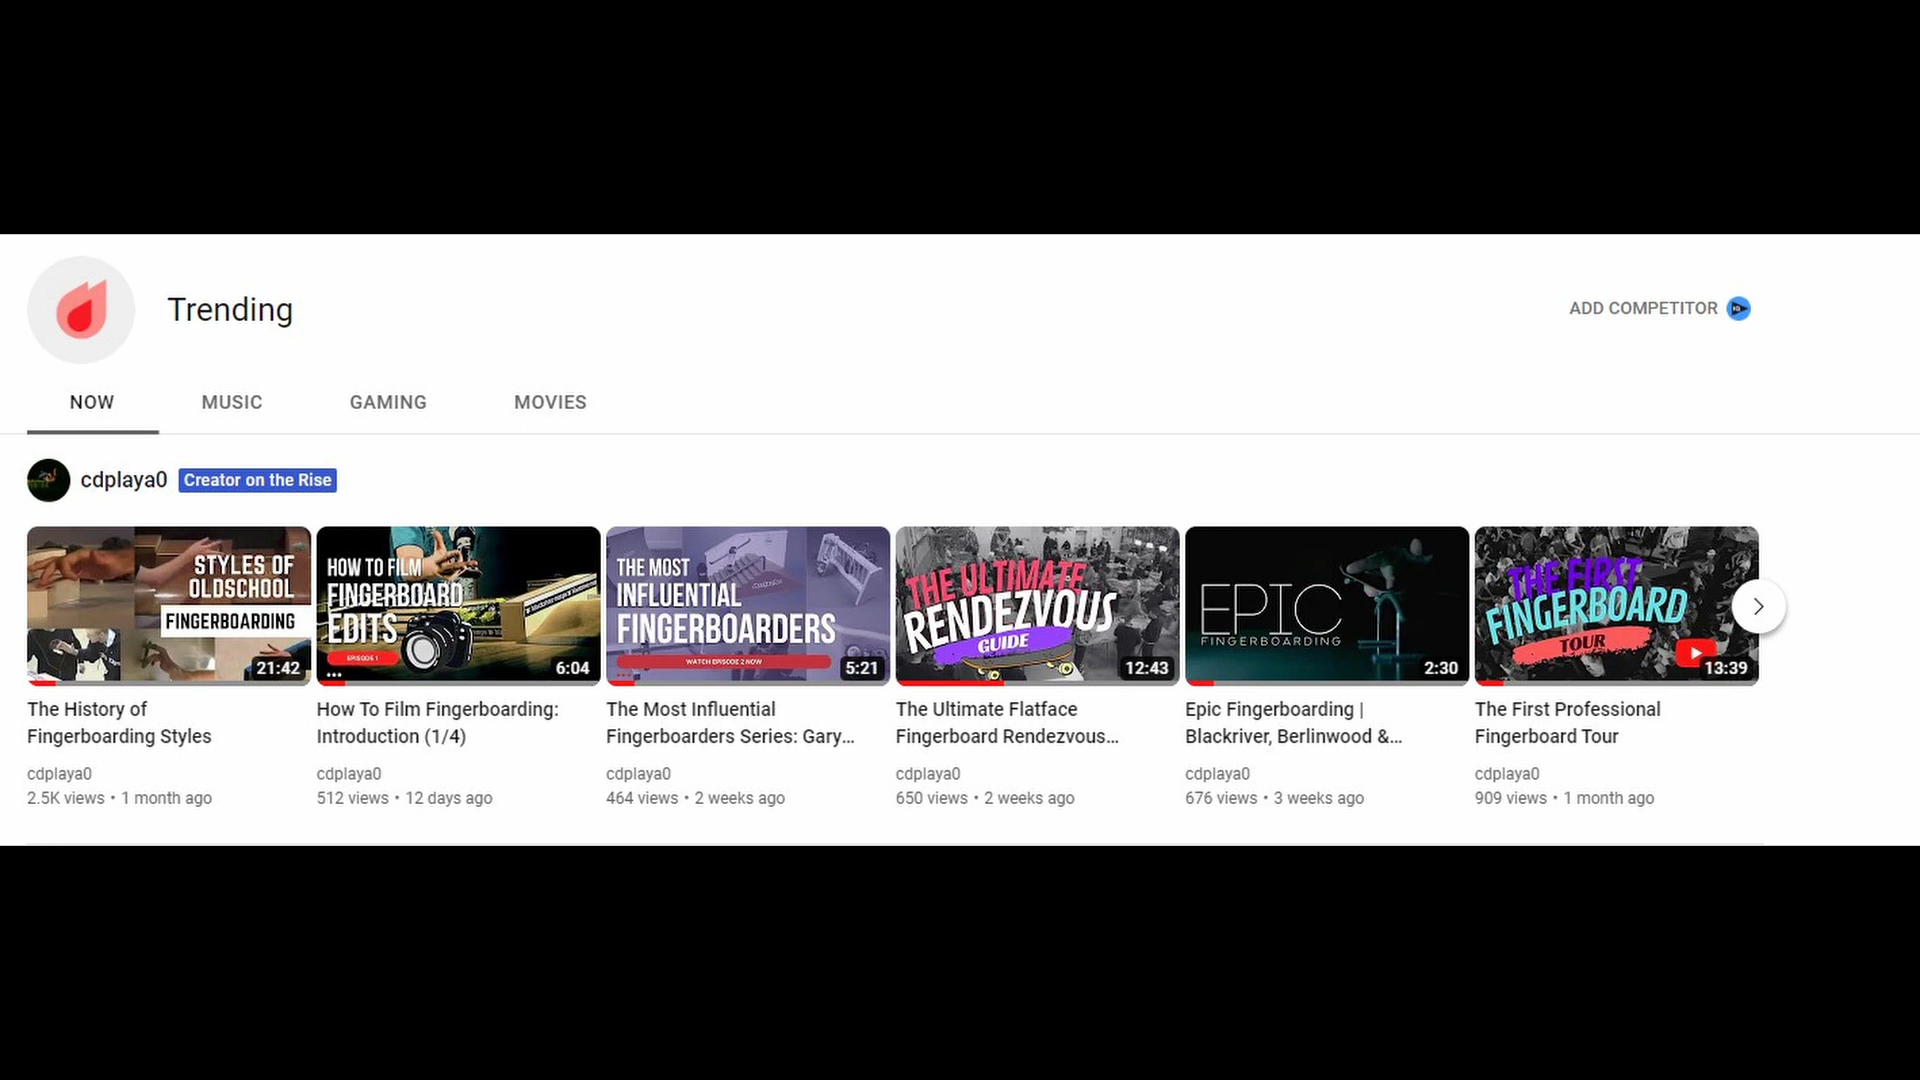 Trending
ADD COMPETITOR
NOW
MUSIC
GAMING
MOVIES
cdplaya0
Creator on the Rise
STYLES OF
OLDSCHOOL
FINGERBOARDING
21:42
HOW TO FILM
FINGERBOARD
EDITS
EPISODE 1
6:04
THE MOST
INFLUENTIAL
FINGERBOARDERS
WATCH EPISODE 2 NOW
5:21
THE ULTIMATE
RENDEZVOUS
GUIDE
12:43
EPIC
FINGERBOARDING
2:30
THE FIRST
FINGERBOARD
TOUR
13:39
The History of
Fingerboarding Styles
cdplaya0
2.5K views • 1 month ago
How To Film Fingerboarding:
Introduction (1/4)
cdplaya0
512 views • 12 days ago
The Most Influential
Fingerboarders Series: Gary...
cdplaya0
464 views • 2 weeks ago
The Ultimate Flatface
Fingerboard Rendezvous...
cdplaya0
650 views • 2 weeks ago
Epic Fingerboarding |
Blackriver, Berlinwood &...
cdplaya0
676 views • 3 weeks ago
The First Professional
Fingerboard Tour
cdplaya0
909 views • 1 month ago